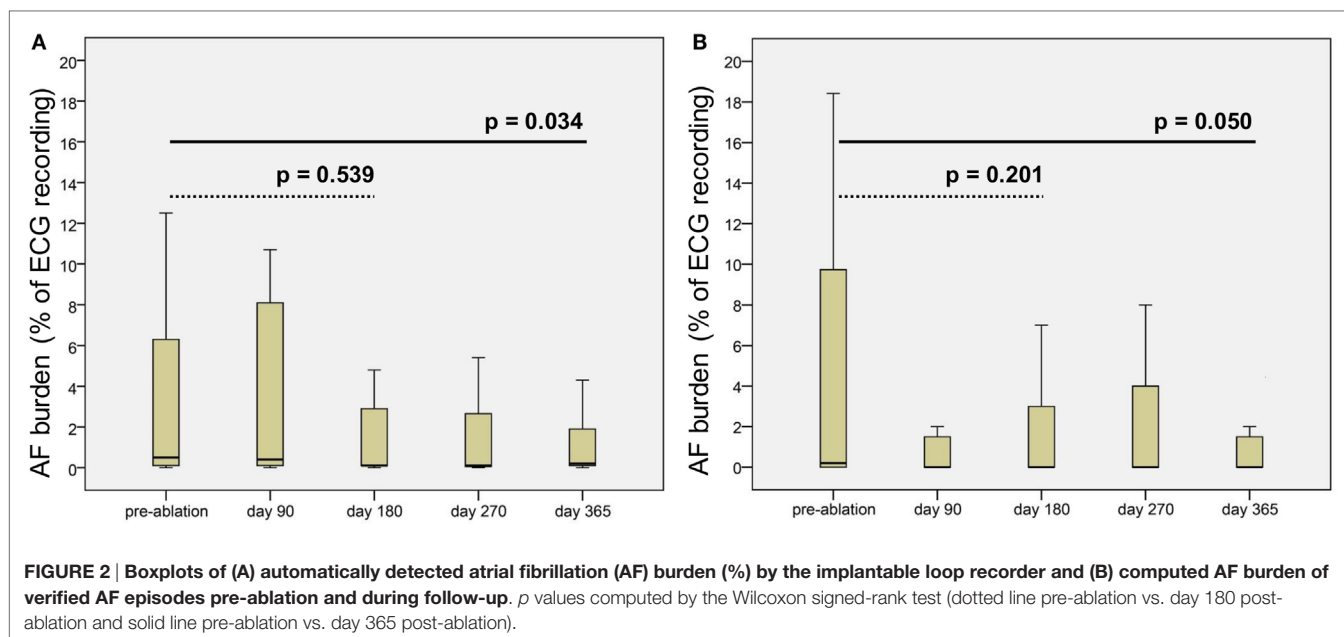 A
AF burden (% of ECG recording)
20
18
16
14
12
10
8
6
4
2
0
p = 0.034
p = 0.539
pre-ablation day 90 day 180 day 270 day 365
B
AF burden (% of ECG recording)
20
18
16
14
12
10
8
6
4
2
0
p = 0.050
p = 0.201
pre-ablation day 90 day 180 day 270 day 365
FIGURE 2 | Boxplots of (A) automatically detected atrial fibrillation (AF) burden (%) by the implantable loop recorder and (B) computed AF burden of
verified AF episodes pre-ablation and during follow-up. p values computed by the Wilcoxon signed-rank test (dotted line pre-ablation vs. day 180 post-
ablation and solid line pre-ablation vs. day 365 post-ablation).